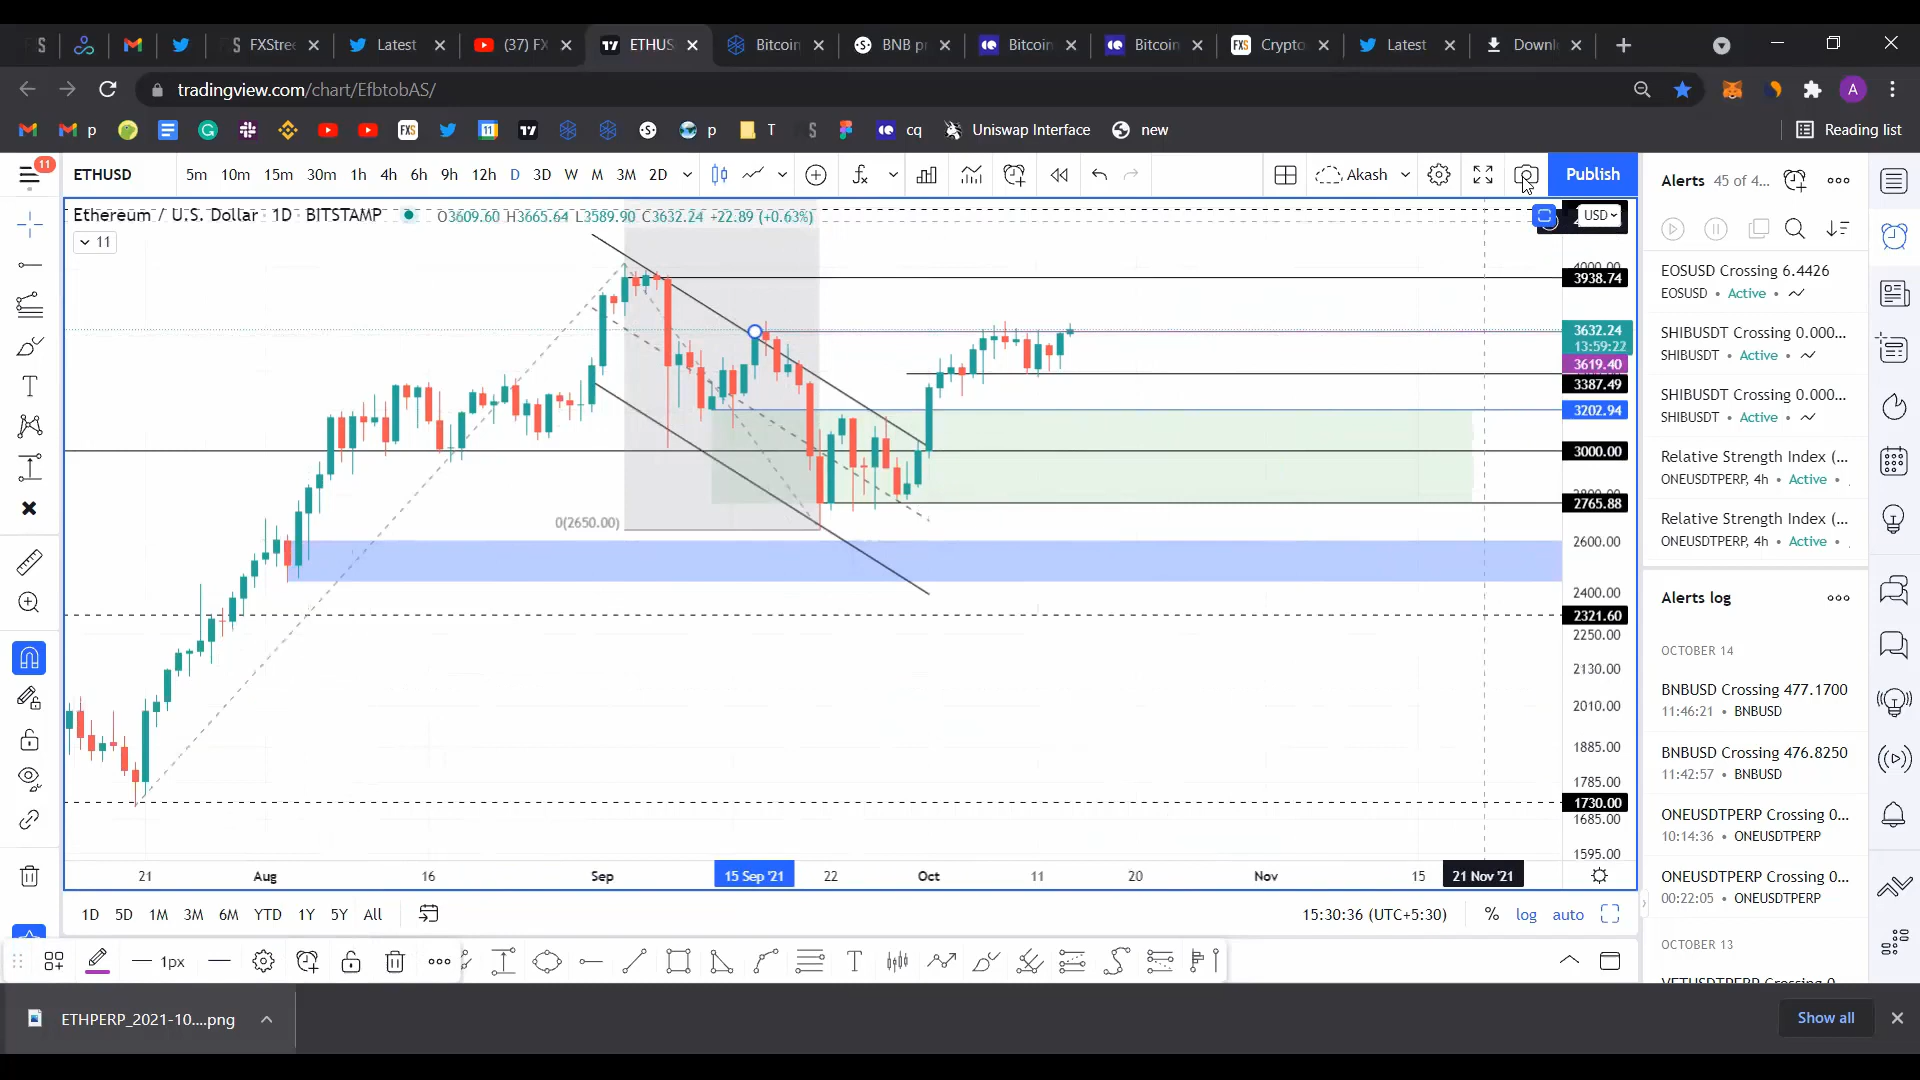 S FXStre
Latest
(37) FX
ETHUS
Bitcoin
BNB p
Bitcoin
Bitcoin
FXS Crypto
Latest
Downl
tradingview.com/chart/EfbtobAS/
A
p
FXS
p
T
cq
Uniswap Interface
new
Reading list
11
ETHUSD
5m 10m 15m 30m 1h 4h 6h 9h 12h D 3D W M 3M 2D
Akash
Publish
Ethereum / U.S. Dollar · 1D · BITSTAMP
O3609.60 H3665.64 L3589.90 C3632.24 +22.89 (+0.63%)
11
USD
4000.00
3938.74
3632.24
13:59:22
3619.40
3387.49
3202.94
3000.00
2800.00
2765.88
0(2650.00)
2600.00
2400.00
2321.60
2250.00
2130.00
2010.00
1885.00
1785.00
1730.00
1685.00
1595.00
21 Aug 16 Sep 15 Sep '21 22 Oct 11 20 Nov 15 21 Nov '21
1D 5D 1M 3M 6M YTD 1Y 5Y All
15:30:36 (UTC+5:30)
% log auto
1px
Alerts 45 of 4...
EOSUSD Crossing 6.4426
EOSUSD • Active •
SHIBUSDT Crossing 0.000...
SHIBUSDT • Active •
SHIBUSDT Crossing 0.000...
SHIBUSDT • Active •
Relative Strength Index (...
ONEUSDTPERP, 4h • Active •
Relative Strength Index (...
ONEUSDTPERP, 4h • Active •
Alerts log
OCTOBER 14
BNBUSD Crossing 477.1700
11:46:21 • BNBUSD
BNBUSD Crossing 476.8250
11:42:57 • BNBUSD
ONEUSDTPERP Crossing 0...
10:14:36 • ONEUSDTPERP
ONEUSDTPERP Crossing 0...
00:22:05 • ONEUSDTPERP
OCTOBER 13
ETHPERP_2021-10....png
Show all